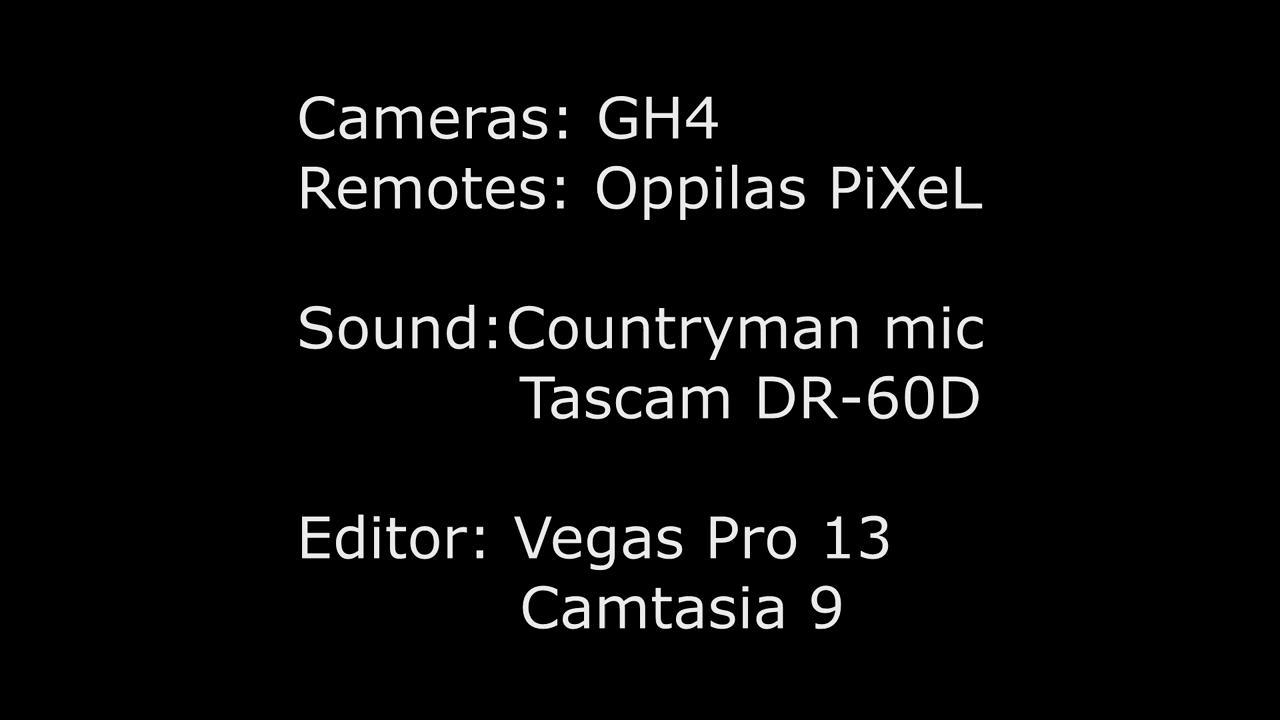 Cameras: GH4
Remotes: Oppilas PiXeL
Sound:Countryman mic
Tascam DR-60D
Editor: Vegas Pro 13
Camtasia 9